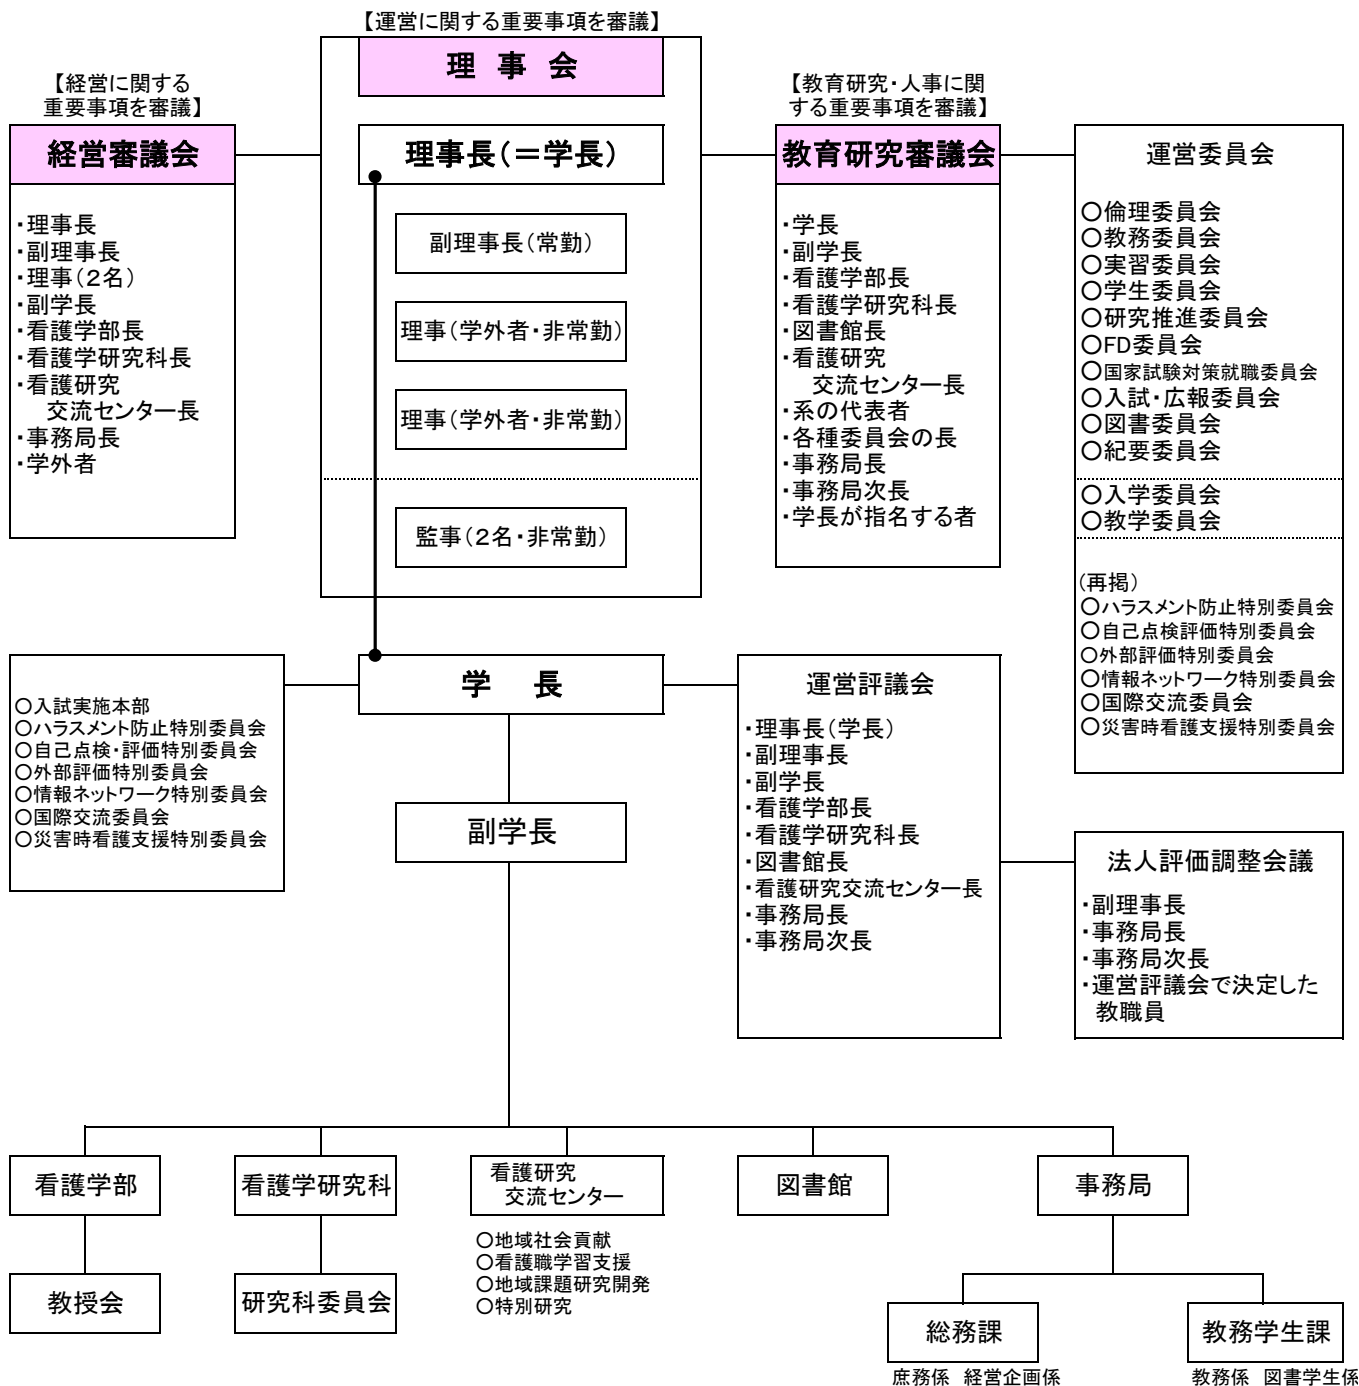 【運営に関する重要事項を審議】
理 事 会
【経営に関する
重要事項を審議】
経営審議会
・理事長
・副理事長
・理事（２名）
・副学長
・看護学部長
・看護学研究科長
・看護研究
交流センター長
・事務局長
・学外者
理事長（＝学長）
副理事長（常勤）
理事（学外者・非常勤）
理事（学外者・非常勤）
監事（２名・非常勤）
【教育研究・人事に関
する重要事項を審議】
教育研究審議会
・学長
・副学長
・看護学部長
・看護学研究科長
・図書館長
・看護研究
交流センター長
・系の代表者
・各種委員会の長
・事務局長
・事務局次長
・学長が指名する者
運営委員会
○倫理委員会
○教務委員会
○実習委員会
○学生委員会
○研究推進委員会
○FD委員会
○国家試験対策就職委員会
○入試・広報委員会
○図書委員会
○紀要委員会
○入学委員会
○教学委員会
（再掲）
○ハラスメント防止特別委員会
○自己点検評価特別委員会
○外部評価特別委員会
○情報ネットワーク特別委員会
○国際交流委員会
○災害時看護支援特別委員会
○入試実施本部
○ハラスメント防止特別委員会
○自己点検・評価特別委員会
○外部評価特別委員会
○情報ネットワーク特別委員会
○国際交流委員会
○災害時看護支援特別委員会
学 長
副学長
運営評議会
・理事長（学長）
・副理事長
・副学長
・看護学部長
・看護学研究科長
・図書館長
・看護研究交流センター長
・事務局長
・事務局次長
法人評価調整会議
・副理事長
・事務局長
・事務局次長
・運営評議会で決定した
教職員
看護学部
看護学研究科
看護研究
交流センター
図書館
事務局
○地域社会貢献
○看護職学習支援
○地域課題研究開発
○特別研究
教授会
研究科委員会
総務課
教務学生課
庶務係 経営企画係
教務係 図書学生係